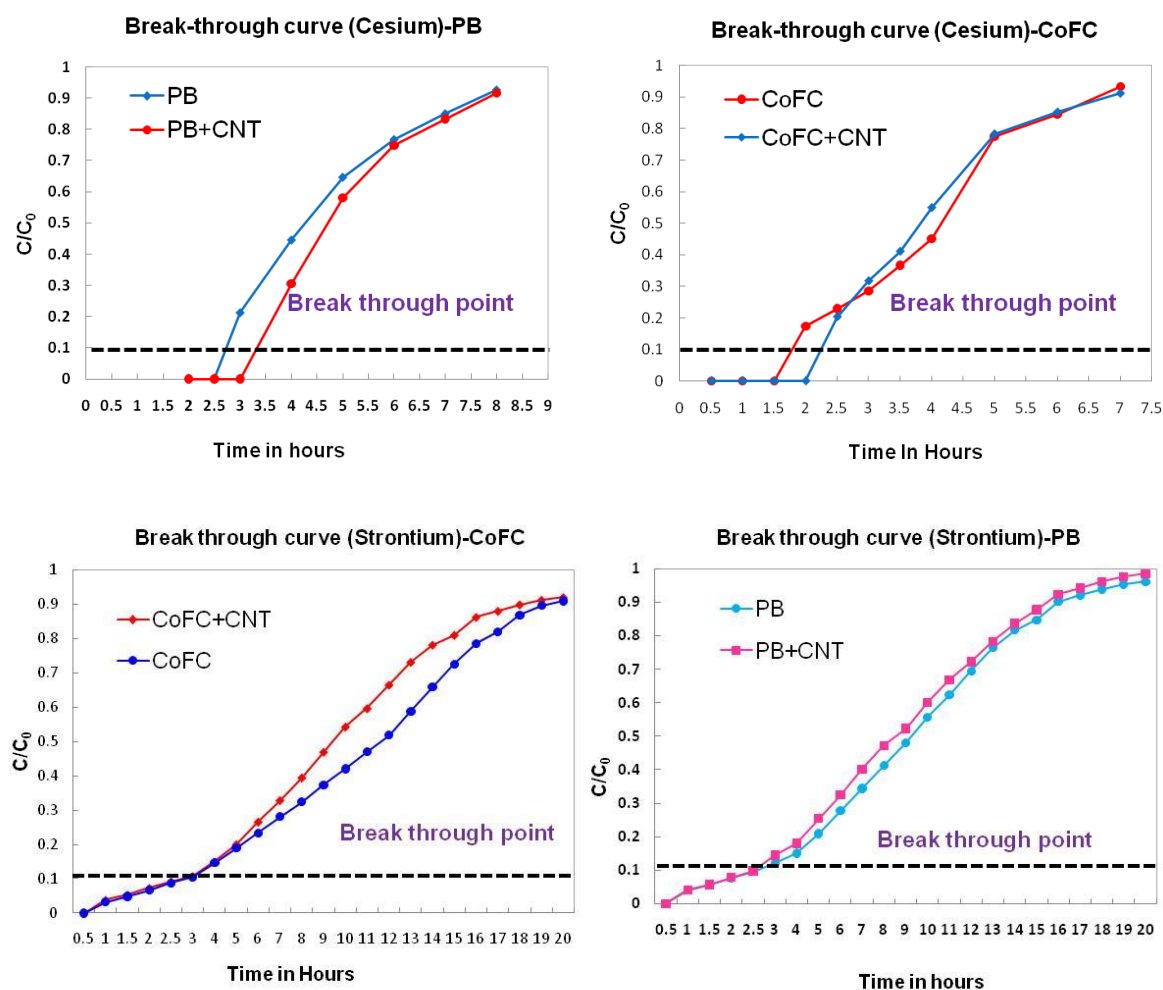 Break-through curve (Cesium)-PB
1
0.9
0.8
0.7
0.6
0.5
0.4
0.3
0.2
0.1
0
C/C₀
PB
PB+CNT
Break through point
0 0.5 1 1.5 2 2.5 3 3.5 4 4.5 5 5.5 6 6.5 7 7.5 8 8.5 9
Time in hours
Break-through curve (Cesium)-CoFC
1
0.9
0.8
0.7
0.6
0.5
0.4
0.3
0.2
0.1
0
C/C₀
CoFC
CoFC+CNT
Break through point
0 0.5 1 1.5 2 2.5 3 3.5 4 4.5 5 5.5 6 6.5 7 7.5
Time In Hours
Break through curve (Strontium)-CoFC
1
0.9
0.8
0.7
0.6
0.5
0.4
0.3
0.2
0.1
0
C/C₀
CoFC+CNT
CoFC
Break through point
0.5 1 1.5 2 2.5 3 4 5 6 7 8 9 10 11 12 13 14 15 16 17 18 19 20
Time in Hours
Break through curve (Strontium)-PB
1
0.9
0.8
0.7
0.6
0.5
0.4
0.3
0.2
0.1
0
C/C₀
PB
PB+CNT
Break through point
0.5 1 1.5 2 2.5 3 4 5 6 7 8 9 10 11 12 13 14 15 16 17 18 19 20
Time in hours